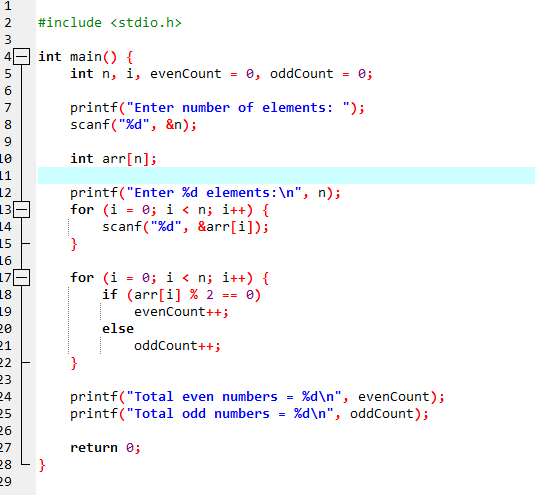 1
2 #include <stdio.h>
3
4 int main() {
5     int n, i, evenCount = 0, oddCount = 0;
6
7     printf("Enter number of elements: ");
8     scanf("%d", &n);
9
10     int arr[n];
11
12     printf("Enter %d elements:\n", n);
13     for (i = 0; i < n; i++) {
14         scanf("%d", &arr[i]);
15     }
16
17     for (i = 0; i < n; i++) {
18         if (arr[i] % 2 == 0)
19             evenCount++;
20         else
21             oddCount++;
22     }
23
24     printf("Total even numbers = %d\n", evenCount);
25     printf("Total odd numbers = %d\n", oddCount);
26
27     return 0;
28 }
29